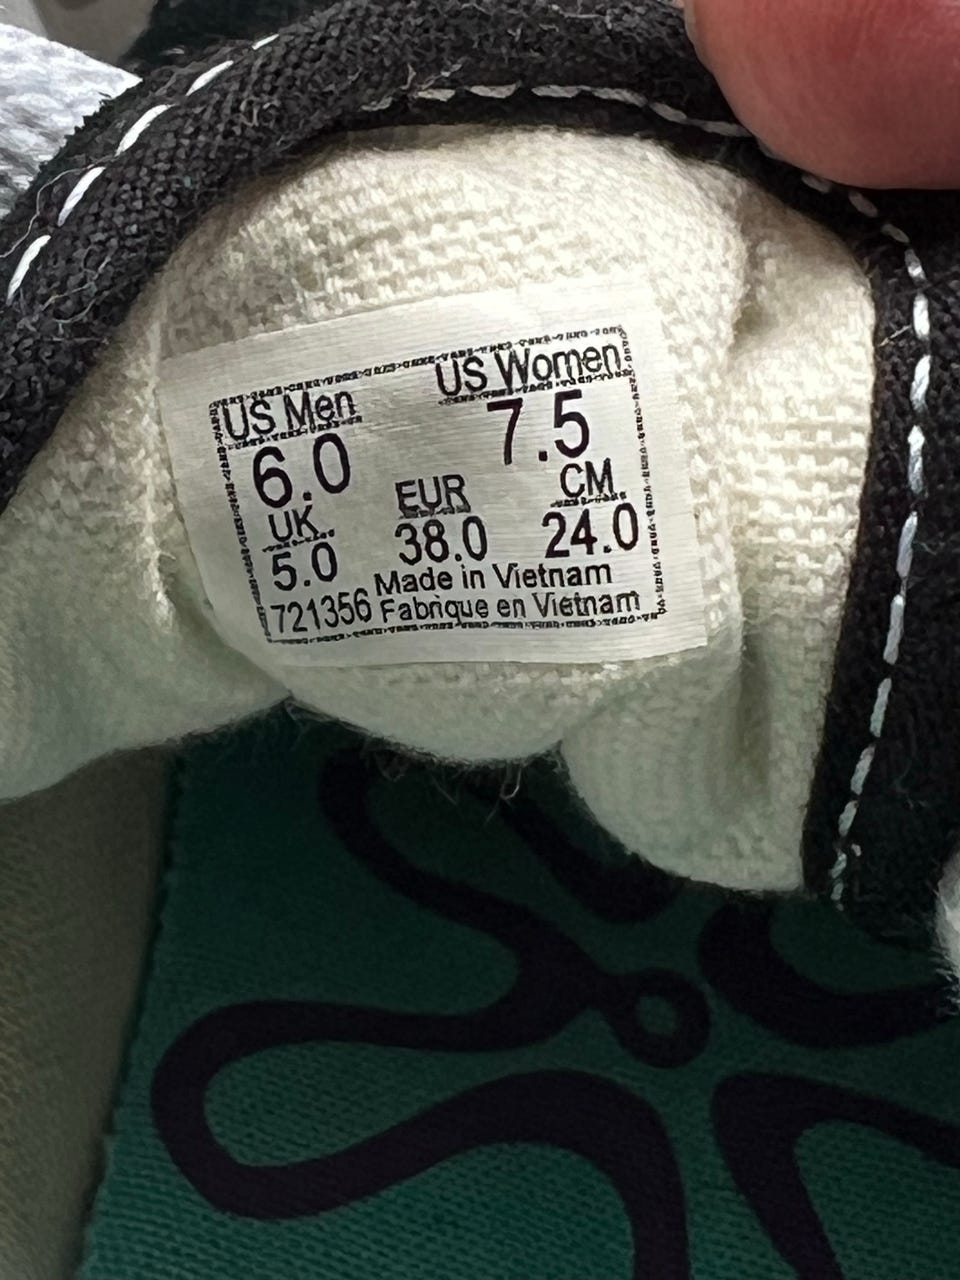 US Men US Women
6.0 7.5
UK EUR CM
5.0 38.0 24.0
Made in Vietnam
721356 Fabrique en Vietnam